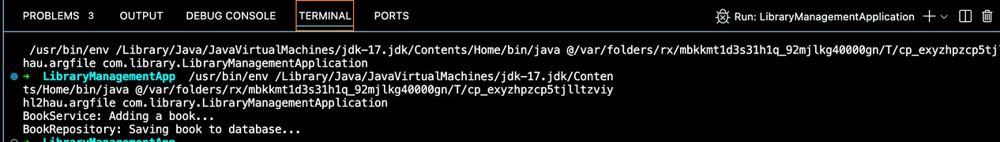 PROBLEMS 3 OUTPUT DEBUG CONSOLE TERMINAL PORTS Run: LibraryManagementApplication
/usr/bin/env /Library/Java/JavaVirtualMachines/jdk-17.jdk/Contents/Home/bin/java @/var/folders/rx/mbkkmt1d3s31h1q_92mjlkg40000gn/T/cp_exyzhpzcp5tjl
hau.argfile com.library.LibraryManagementApplication
➜ LibraryManagementApp /usr/bin/env /Library/Java/JavaVirtualMachines/jdk-17.jdk/Conten
ts/Home/bin/java @/var/folders/rx/mbkkmt1d3s31h1q_92mjlkg40000gn/T/cp_exyzhpzcp5tjlltzviy
hl2hau.argfile com.library.LibraryManagementApplication
BookService: Adding a book...
BookRepository: Saving book to database...
➜ LibraryManagementApp